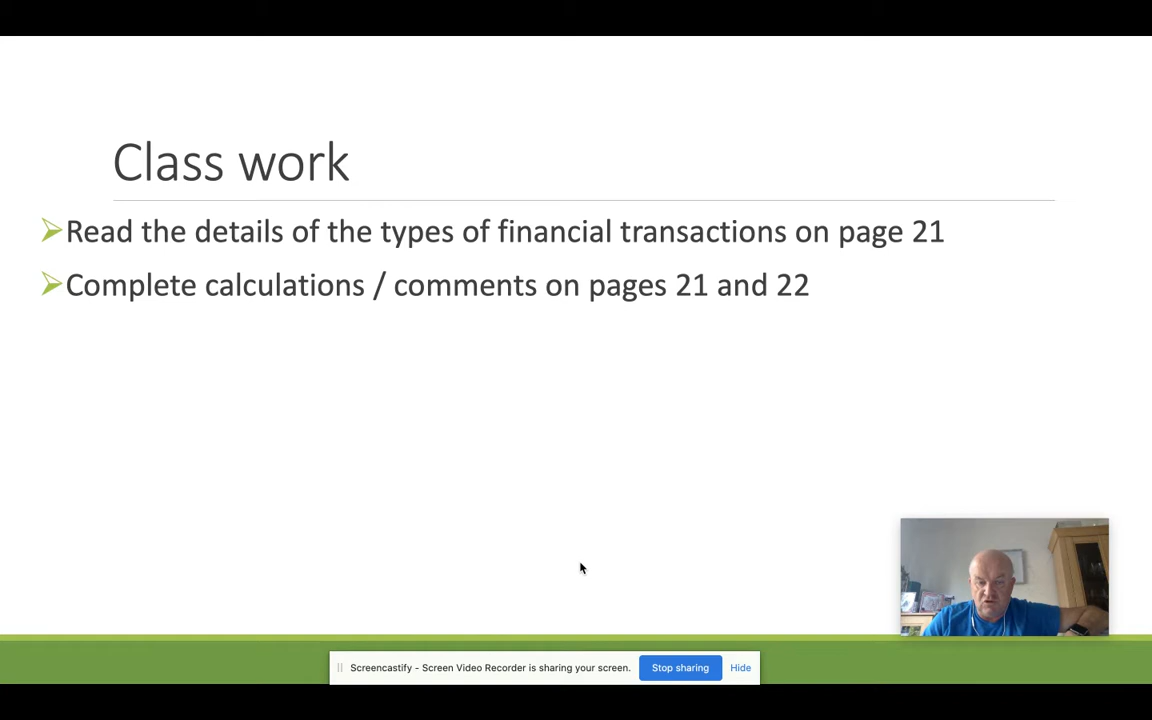 Class work
Read the details of the types of financial transactions on page 21
Complete calculations / comments on pages 21 and 22
Screencastify - Screen Video Recorder is sharing your screen. Stop sharing Hide